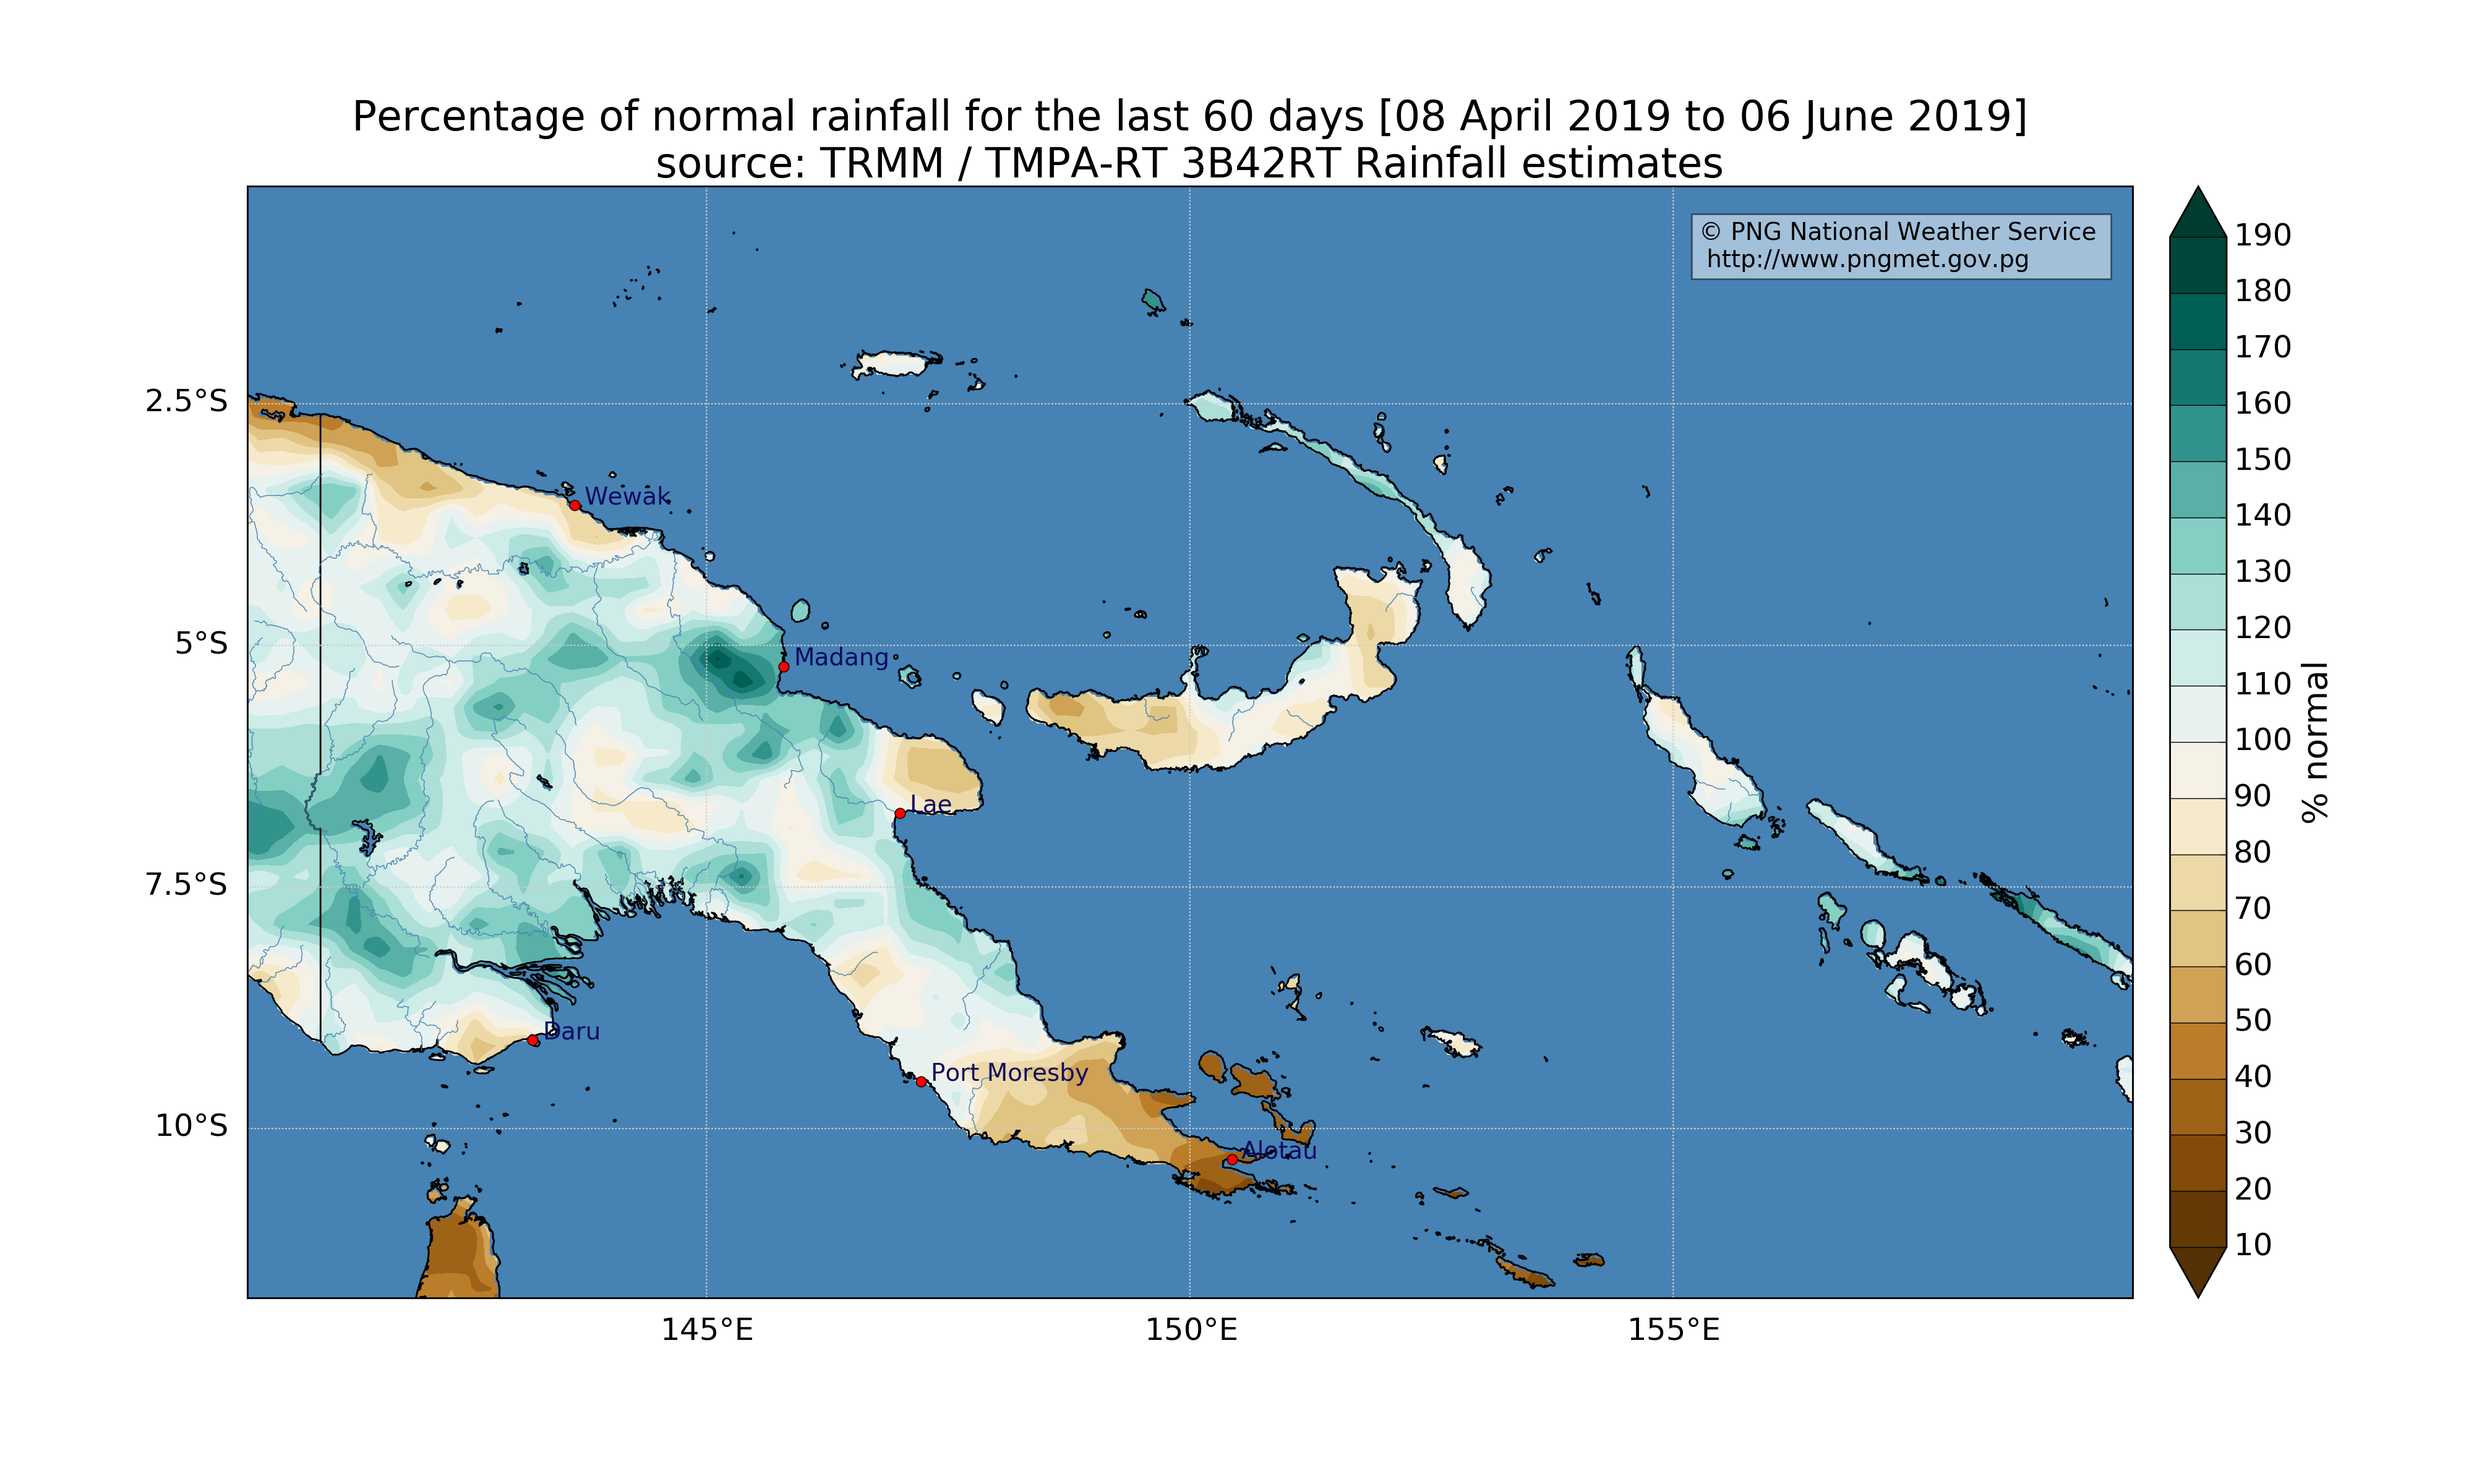 Percentage of normal rainfall for the last 60 days [08 April 2019 to 06 June 2019]
source: TRMM / TMPA-RT 3B42RT Rainfall estimates
© PNG National Weather Service
http://www.pngmet.gov.pg
2.5°S
5°S
7.5°S
10°S
145°E
150°E
155°E
Wewak
Madang
Lae
Daru
Port Moresby
Alotau
190
180
170
160
150
140
130
120
110
100
90
80
70
60
50
40
30
20
10
% normal